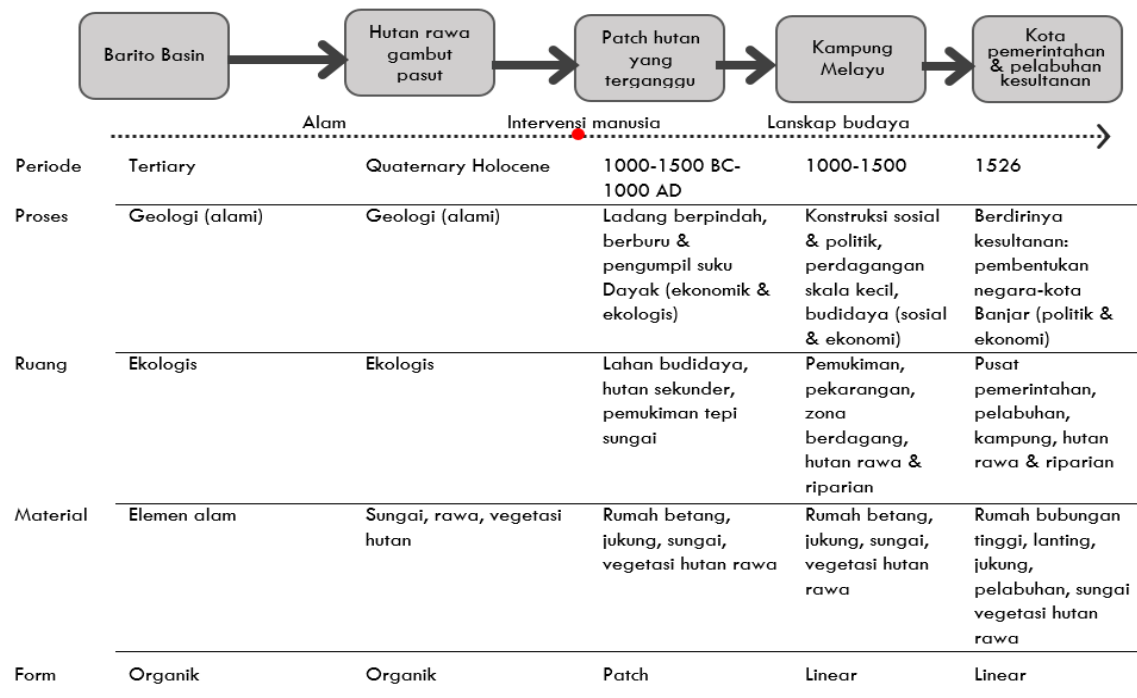 Barito Basin
Hutan rawa
gambut
pasut
Patch hutan
yang
terganggu
Kampung
Melayu
Kota
pemerintahan
& pelabuhan
kesultanan
Alam
Intervensi manusia
Lanskap budaya
Periode
Tertiary
Quaternary Holocene
1000-1500 BC-
1000 AD
1000-1500
1526
Proses
Geologi (alami)
Geologi (alami)
Ladang berpindah,
berburu &
pengumpil suku
Dayak (ekonomik &
ekologis)
Konstruksi sosial
& politik,
perdagangan
skala kecil,
budidaya (sosial
& ekonomi)
Berdirinya
kesultanan:
pembentukan
negara-kota
Banjar (politik &
ekonomi)
Ruang
Ekologis
Ekologis
Lahan budidaya,
hutan sekunder,
pemukiman tepi
sungai
Pemukiman,
pekarangan,
zona
berdagang,
hutan rawa &
riparian
Pusat
pemerintahan,
pelabuhan,
kampung, hutan
rawa & riparian
Material
Elemen alam
Sungai, rawa, vegetasi
hutan
Rumah betang,
jukung, sungai,
vegetasi hutan rawa
Rumah betang,
jukung, sungai,
vegetasi hutan
rawa
Rumah bubungan
tinggi, lanting,
jukung,
pelabuhan, sungai
vegetasi hutan
rawa
Form
Organik
Organik
Patch
Linear
Linear